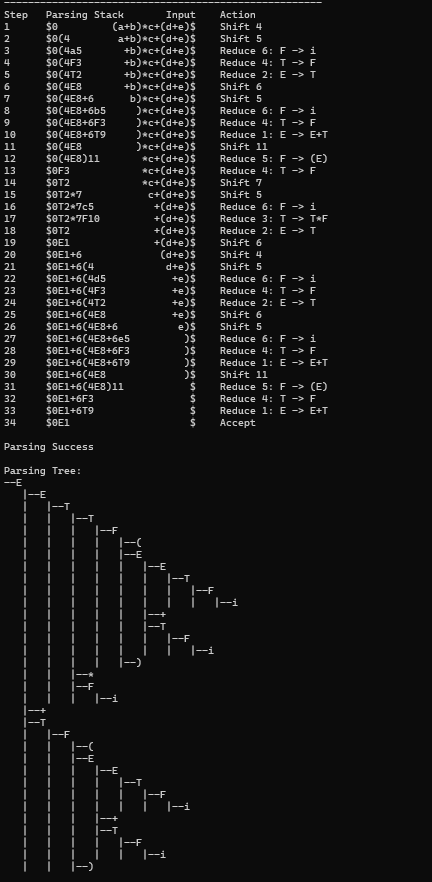 Step   Parsing Stack       Input    Action
1      $0         (a+b)*c+(d+e)$    Shift 4
2      $0(4        a+b)*c+(d+e)$    Shift 5
3      $0(4a5       +b)*c+(d+e)$    Reduce 6: F -> i
4      $0(4F3       +b)*c+(d+e)$    Reduce 4: T -> F
5      $0(4T2       +b)*c+(d+e)$    Reduce 2: E -> T
6      $0(4E8       +b)*c+(d+e)$    Shift 6
7      $0(4E8+6      b)*c+(d+e)$    Shift 5
8      $0(4E8+6b5     )*c+(d+e)$    Reduce 6: F -> i
9      $0(4E8+6F3     )*c+(d+e)$    Reduce 4: T -> F
10     $0(4E8+6T9     )*c+(d+e)$    Reduce 1: E -> E+T
11     $0(4E8         )*c+(d+e)$    Shift 11
12     $0(4E8)11       *c+(d+e)$    Reduce 5: F -> (E)
13     $0F3            *c+(d+e)$    Reduce 4: T -> F
14     $0T2            *c+(d+e)$    Shift 7
15     $0T2*7           c+(d+e)$    Shift 5
16     $0T2*7c5          +(d+e)$    Reduce 6: F -> i
17     $0T2*7F10         +(d+e)$    Reduce 3: T -> T*F
18     $0T2              +(d+e)$    Reduce 2: E -> T
19     $0E1              +(d+e)$    Shift 6
20     $0E1+6             (d+e)$    Shift 4
21     $0E1+6(4            d+e)$    Shift 5
22     $0E1+6(4d5           +e)$    Reduce 6: F -> i
23     $0E1+6(4F3           +e)$    Reduce 4: T -> F
24     $0E1+6(4T2           +e)$    Reduce 2: E -> T
25     $0E1+6(4E8           +e)$    Shift 6
26     $0E1+6(4E8+6          e)$    Shift 5
27     $0E1+6(4E8+6e5         )$    Reduce 6: F -> i
28     $0E1+6(4E8+6F3         )$    Reduce 4: T -> F
29     $0E1+6(4E8+6T9         )$    Reduce 1: E -> E+T
30     $0E1+6(4E8             )$    Shift 11
31     $0E1+6(4E8)11           $    Reduce 5: F -> (E)
32     $0E1+6F3                $    Reduce 4: T -> F
33     $0E1+6T9                $    Reduce 1: E -> E+T
34     $0E1                    $    Accept
Parsing Success
Parsing Tree:
--E
   |--E
   |   |--T
   |   |   |--T
   |   |   |   |--F
   |   |   |   |   |--(
   |   |   |   |   |--E
   |   |   |   |   |   |--E
   |   |   |   |   |   |   |--T
   |   |   |   |   |   |   |   |--F
   |   |   |   |   |   |   |   |   |--i
   |   |   |   |   |   |--+
   |   |   |   |   |   |--T
   |   |   |   |   |   |   |--F
   |   |   |   |   |   |   |   |--i
   |   |   |   |   |--)
   |   |   |--*
   |   |   |--F
   |   |   |   |--i
   |--+
   |--T
   |   |--F
   |   |   |--(
   |   |   |--E
   |   |   |   |--E
   |   |   |   |   |--T
   |   |   |   |   |   |--F
   |   |   |   |   |   |   |--i
   |   |   |   |--+
   |   |   |   |--T
   |   |   |   |   |--F
   |   |   |   |   |   |--i
   |   |   |--)